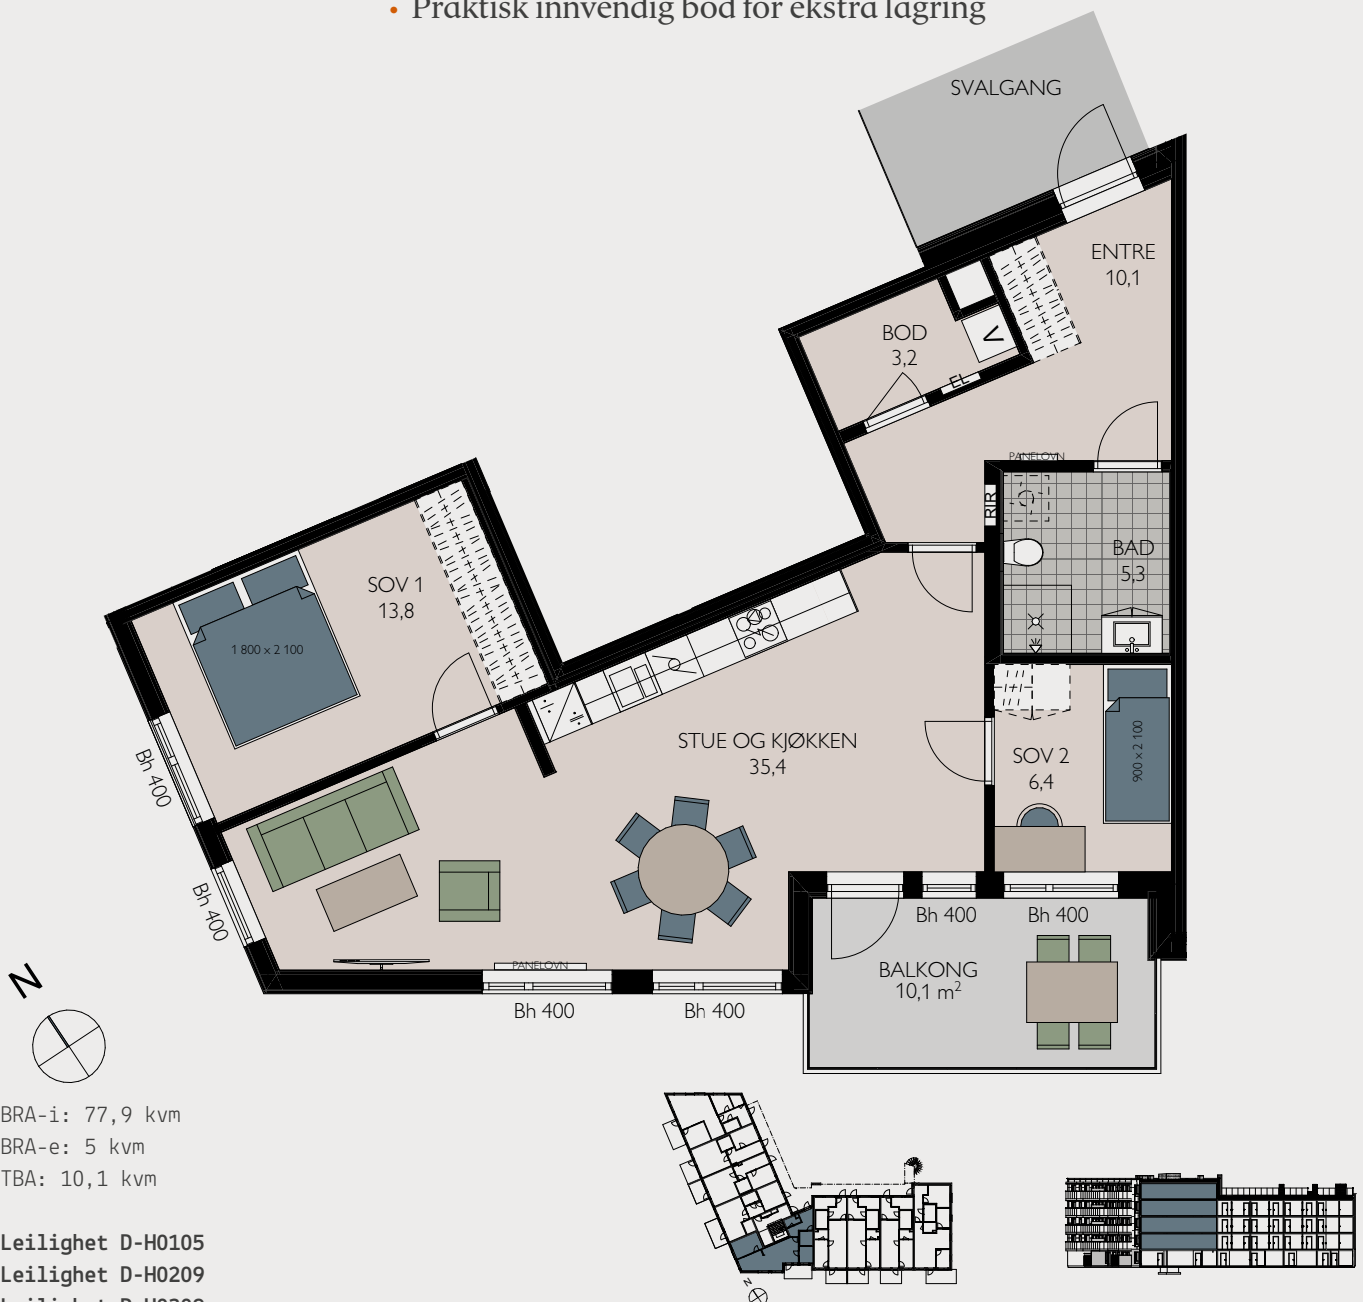 • Praktisk innvendig bod for ekstra lagring
SVALGANG
ENTRE
10,1
BOD
3,2
V
EL
PANELOVN
RIR
BAD
5,3
SOV 1
13,8
1 800 x 2 100
STUE OG KJØKKEN
35,4
SOV 2
6,4
900 x 2 100
Bh 400
Bh 400
Bh 400
Bh 400
PANELOVN
BALKONG
10,1 m²
Bh 400
Bh 400
N
BRA-i: 77,9 kvm
BRA-e: 5 kvm
TBA: 10,1 kvm
Leilighet D-H0105
Leilighet D-H0209
Leilighet
N